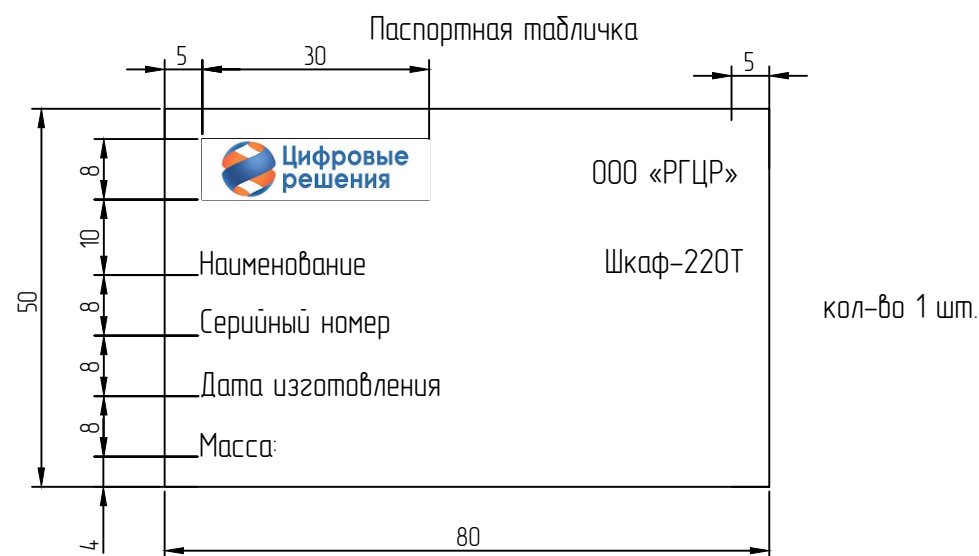 Паспортная табличка
5 30 5
Цифровые
решения
8
ООО «РГЦР»
10
Наименование Шкаф-220Т
50
8
Серийный номер
кол-во 1 шт.
8
Дата изготовления
8
Масса:
4
80